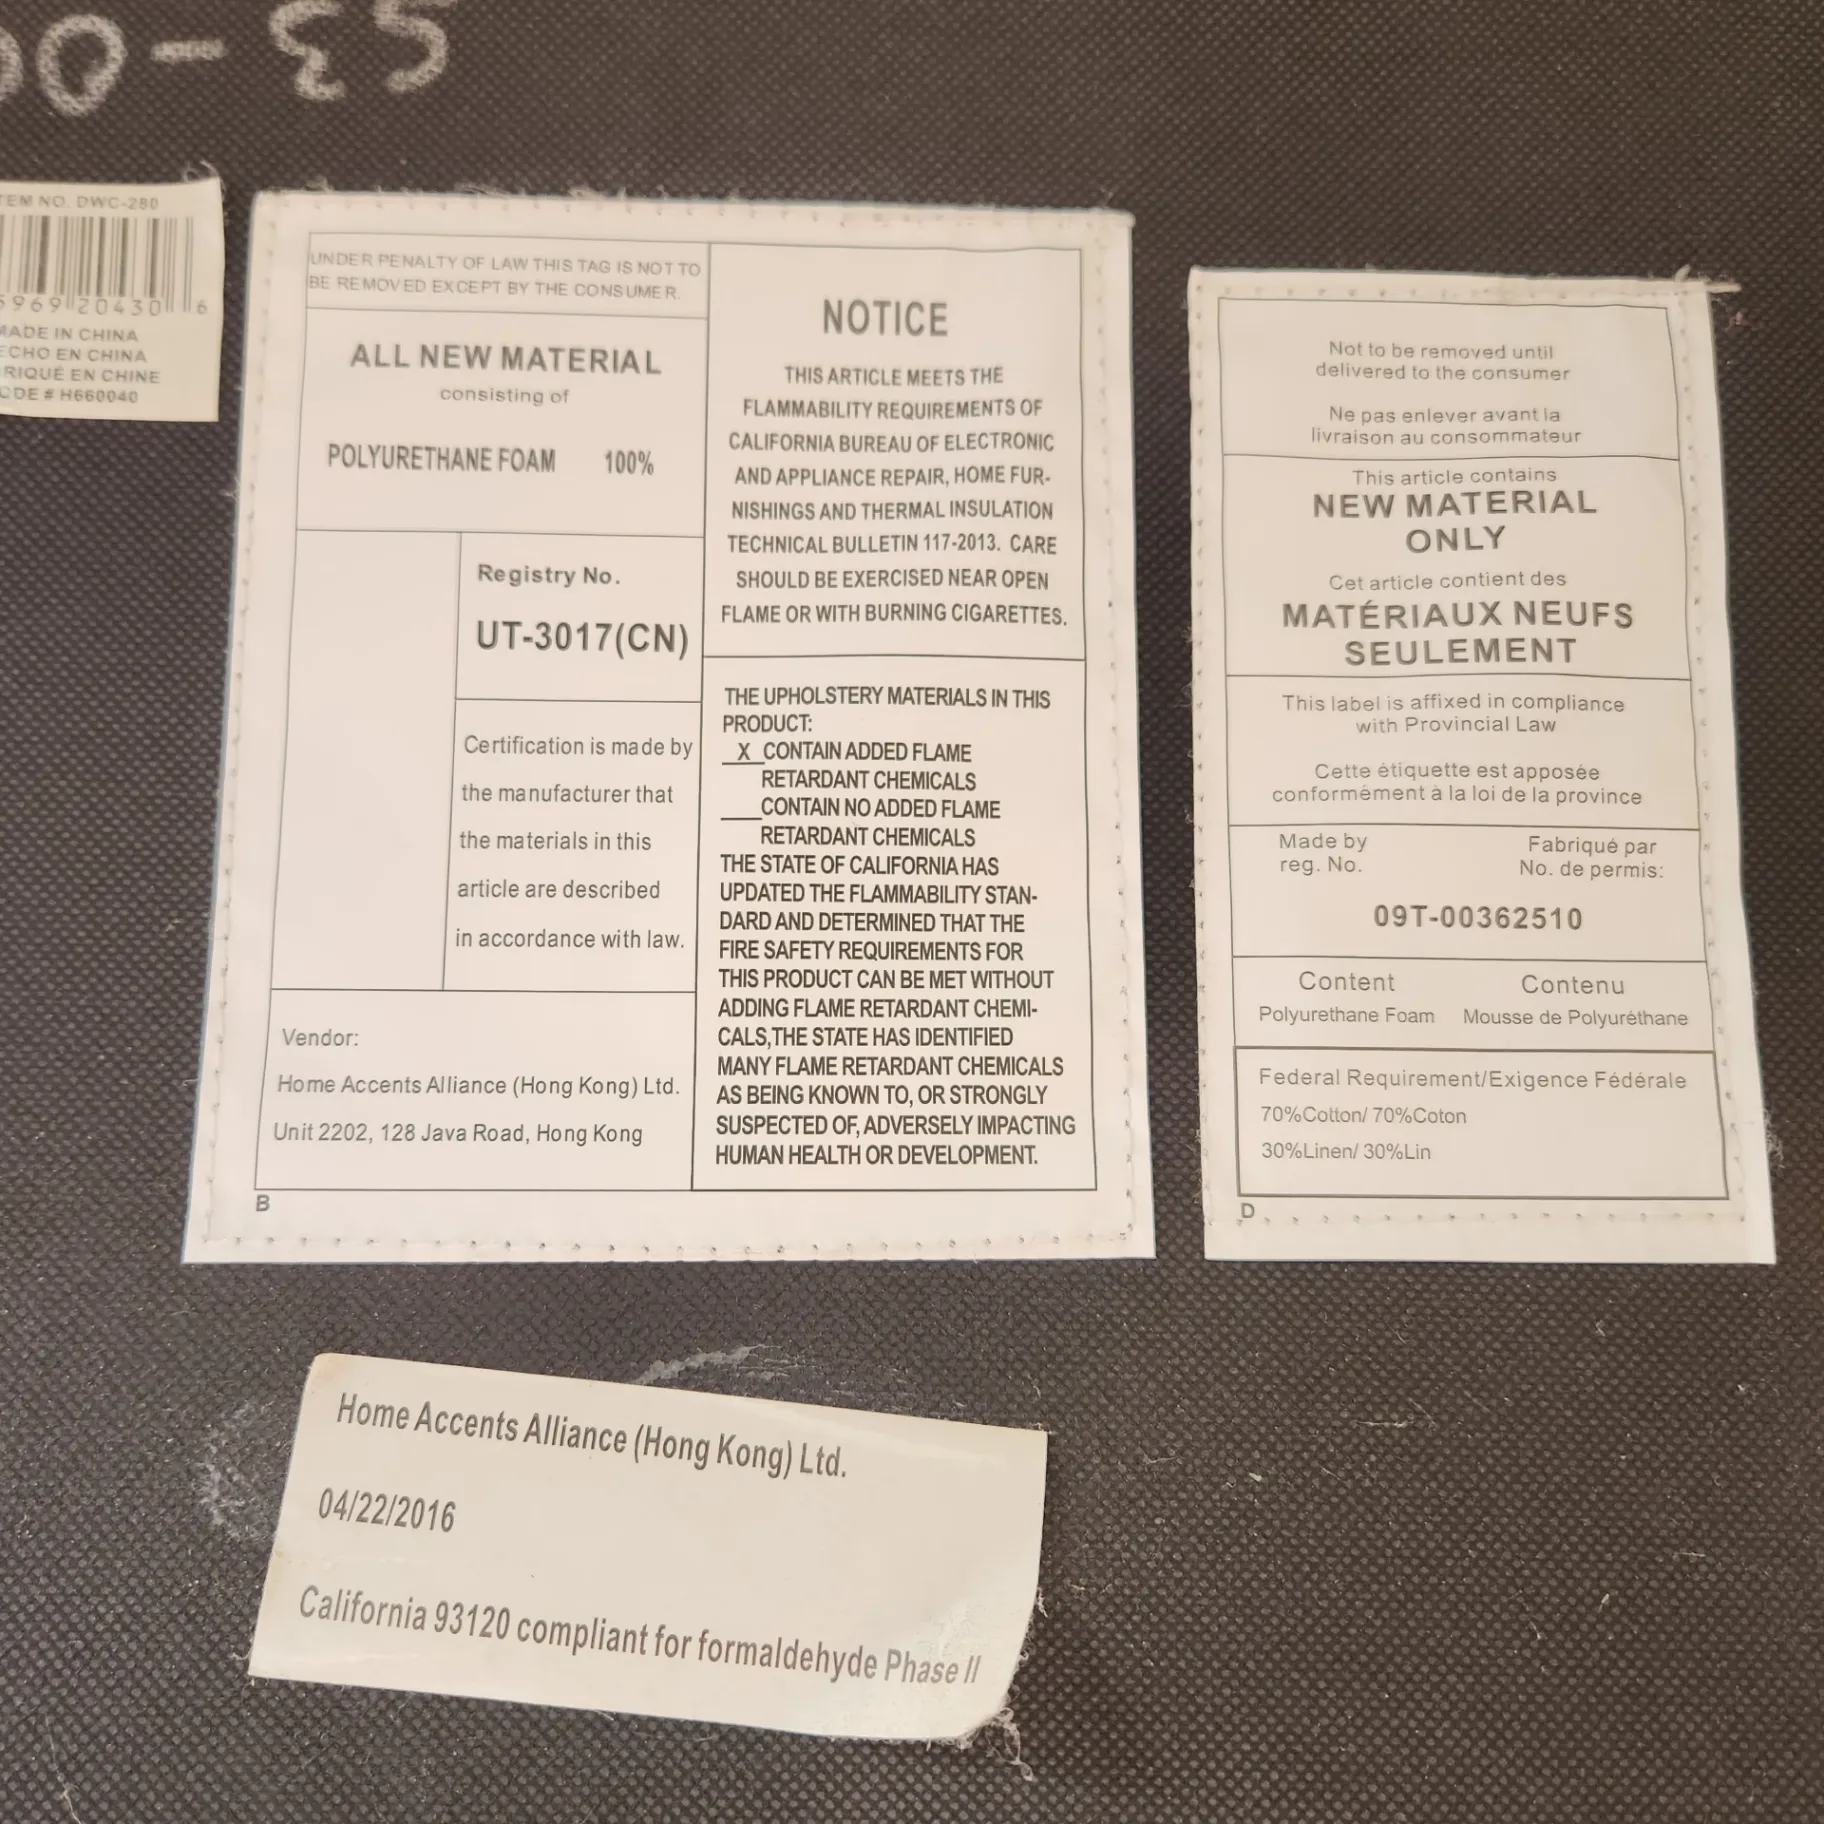 00-35
TEM NO. DWC-280
5969 20430 6
MADE IN CHINA
ECHO EN CHINA
RIQUÉ EN CHINE
CODE # H660040
UNDER PENALTY OF LAW THIS TAG IS NOT TO
BE REMOVED EXCEPT BY THE CONSUMER.
ALL NEW MATERIAL
consisting of
POLYURETHANE FOAM 100%
Registry No.
UT-3017(CN)
Certification is made by
the manufacturer that
the materials in this
article are described
in accordance with law.
Vendor:
Home Accents Alliance (Hong Kong) Ltd.
Unit 2202, 128 Java Road, Hong Kong
B
NOTICE
THIS ARTICLE MEETS THE
FLAMMABILITY REQUIREMENTS OF
CALIFORNIA BUREAU OF ELECTRONIC
AND APPLIANCE REPAIR, HOME FUR-
NISHINGS AND THERMAL INSULATION
TECHNICAL BULLETIN 117-2013. CARE
SHOULD BE EXERCISED NEAR OPEN
FLAME OR WITH BURNING CIGARETTES.
THE UPHOLSTERY MATERIALS IN THIS
PRODUCT:
X CONTAIN ADDED FLAME
RETARDANT CHEMICALS
___CONTAIN NO ADDED FLAME
RETARDANT CHEMICALS
THE STATE OF CALIFORNIA HAS
UPDATED THE FLAMMABILITY STAN-
DARD AND DETERMINED THAT THE
FIRE SAFETY REQUIREMENTS FOR
THIS PRODUCT CAN BE MET WITHOUT
ADDING FLAME RETARDANT CHEMI-
CALS,THE STATE HAS IDENTIFIED
MANY FLAME RETARDANT CHEMICALS
AS BEING KNOWN TO, OR STRONGLY
SUSPECTED OF, ADVERSELY IMPACTING
HUMAN HEALTH OR DEVELOPMENT.
Not to be removed until
delivered to the consumer
Ne pas enlever avant la
livraison au consommateur
This article contains
NEW MATERIAL
ONLY
Cet article contient des
MATÉRIAUX NEUFS
SEULEMENT
This label is affixed in compliance
with Provincial Law
Cette étiquette est apposée
conformément à la loi de la province
Made by Fabriqué par
reg. No. No. de permis:
09T-00362510
Content Contenu
Polyurethane Foam Mousse de Polyuréthane
Federal Requirement/Exigence Fédérale
70%Cotton/ 70%Coton
30%Linen/ 30%Lin
D
Home Accents Alliance (Hong Kong) Ltd.
04/22/2016
California 93120 compliant for formaldehyde Phase II